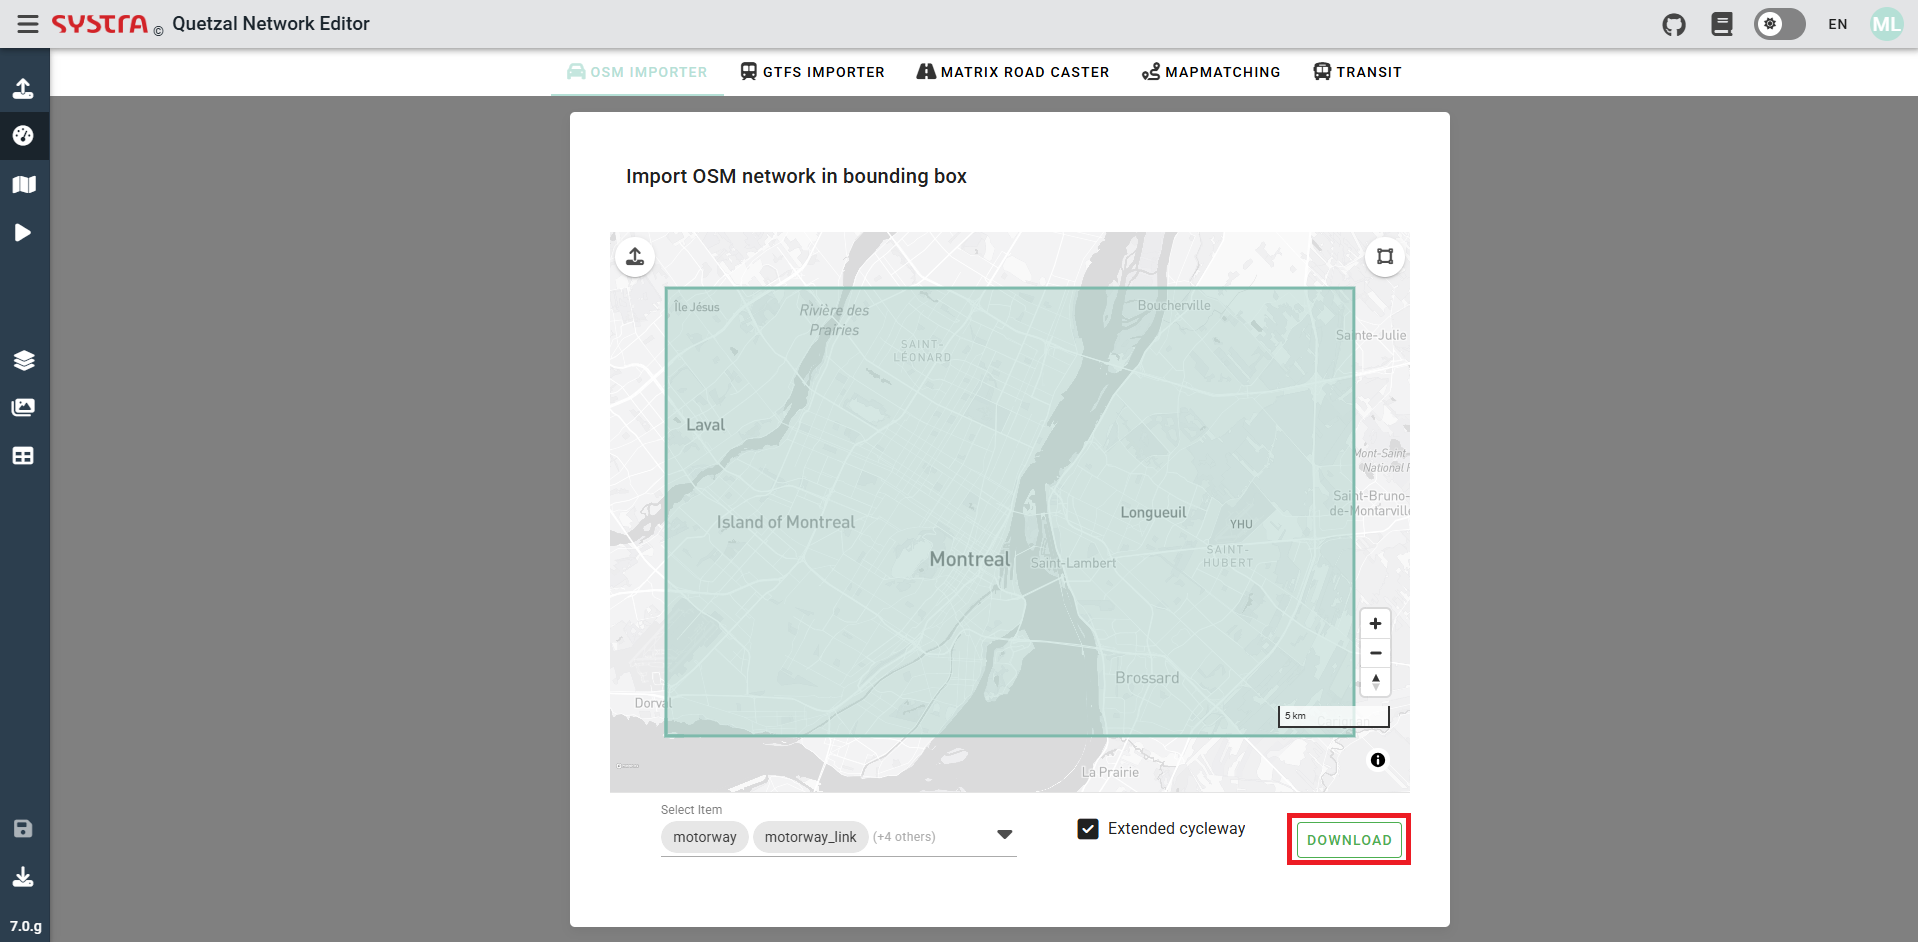 SYSTRA © Quetzal Network Editor
EN
ML
OSM IMPORTER
GTFS IMPORTER
MATRIX ROAD CASTER
MAPMATCHING
TRANSIT
Import OSM network in bounding box
Île Jésus
Rivière des
Prairies
Boucherville
SAINT-
LÉONARD
Sainte-Julie
Laval
Mont-Saint-
National
Saint-Bruno-
de-Montarville
Island of Montreal
Longueuil
YHU
Montreal
Saint-Lambert
SAINT-
HUBERT
Brossard
Dorval
5 km
Carignan
La Prairie
Select Item
motorway
motorway_link
(+4 others)
Extended cycleway
DOWNLOAD
7.0.g